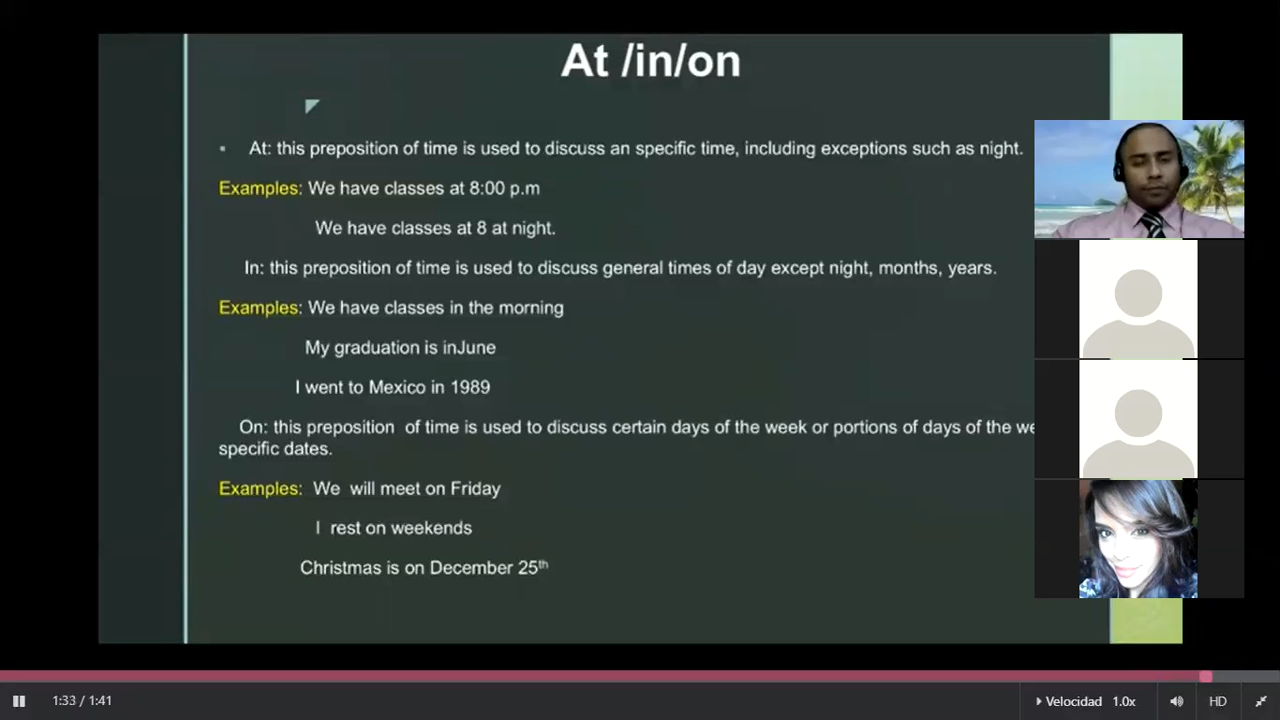 At /in/on
▪ At: this preposition of time is used to discuss an specific time, including exceptions such as night.
Examples: We have classes at 8:00 p.m
We have classes at 8 at night.
In: this preposition of time is used to discuss general times of day except night, months, years.
Examples: We have classes in the morning
My graduation is inJune
I went to Mexico in 1989
On: this preposition of time is used to discuss certain days of the week or portions of days of the
specific dates.
Examples: We will meet on Friday
I rest on weekends
Christmas is on December 25th
1:33 / 1:41
Velocidad 1.0x
HD